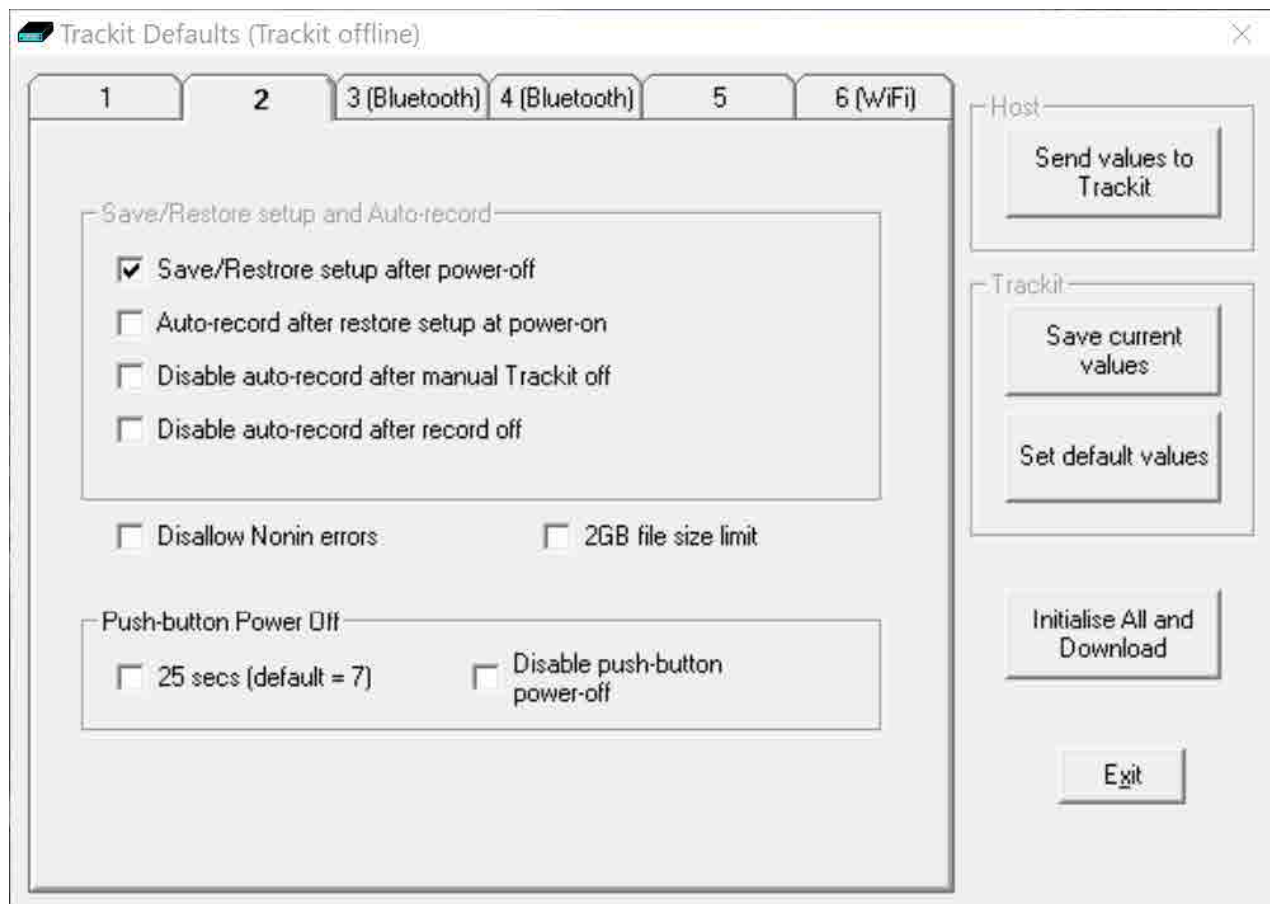 Trackit Defaults (Trackit offline)
1 2 3 (Bluetooth) 4 (Bluetooth) 5 6 (WiFi)
Save/Restore setup and Auto-record
Save/Restrore setup after power-off
Auto-record after restore setup at power-on
Disable auto-record after manual Trackit off
Disable auto-record after record off
Disallow Nonin errors
2GB file size limit
Push-button Power Off
25 secs (default = 7)
Disable push-button
power-off
Host
Send values to
Trackit
Trackit
Save current
values
Set default values
Initialise All and
Download
Exit